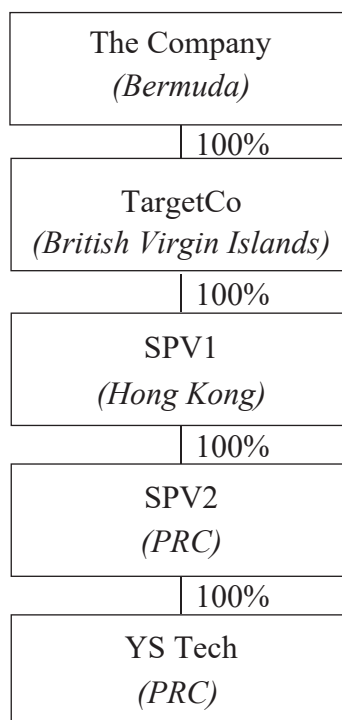 The Company
(Bermuda)
100%
TargetCo
(British Virgin Islands)
100%
SPV1
(Hong Kong)
100%
SPV2
(PRC)
100%
YS Tech
(PRC)